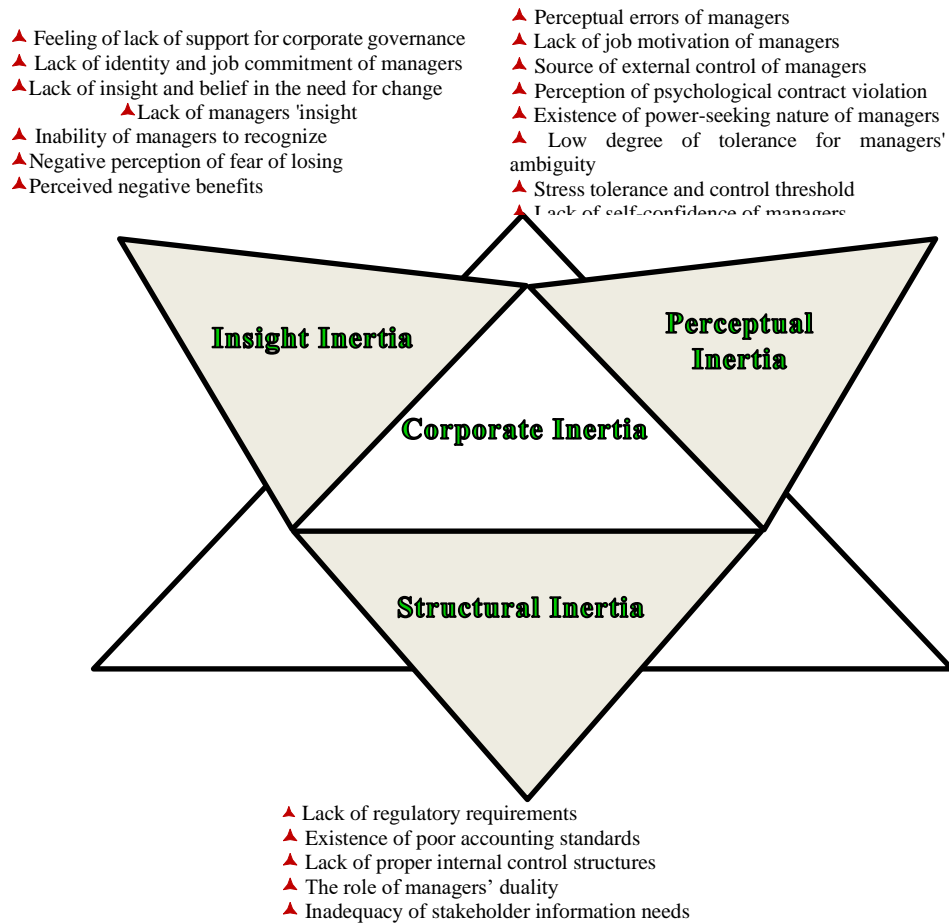 Feeling of lack of support for corporate governance
Lack of identity and job commitment of managers
Lack of insight and belief in the need for change
Lack of managers 'insight
Inability of managers to recognize
Negative perception of fear of losing
Perceived negative benefits
Perceptual errors of managers
Lack of job motivation of managers
Source of external control of managers
Perception of psychological contract violation
Existence of power-seeking nature of managers
Low degree of tolerance for managers'
ambiguity
Stress tolerance and control threshold
Lack of self-confidence of managers
Insight Inertia
Perceptual
Inertia
Corporate Inertia
Structural Inertia
Lack of regulatory requirements
Existence of poor accounting standards
Lack of proper internal control structures
The role of managers’ duality
Inadequacy of stakeholder information needs